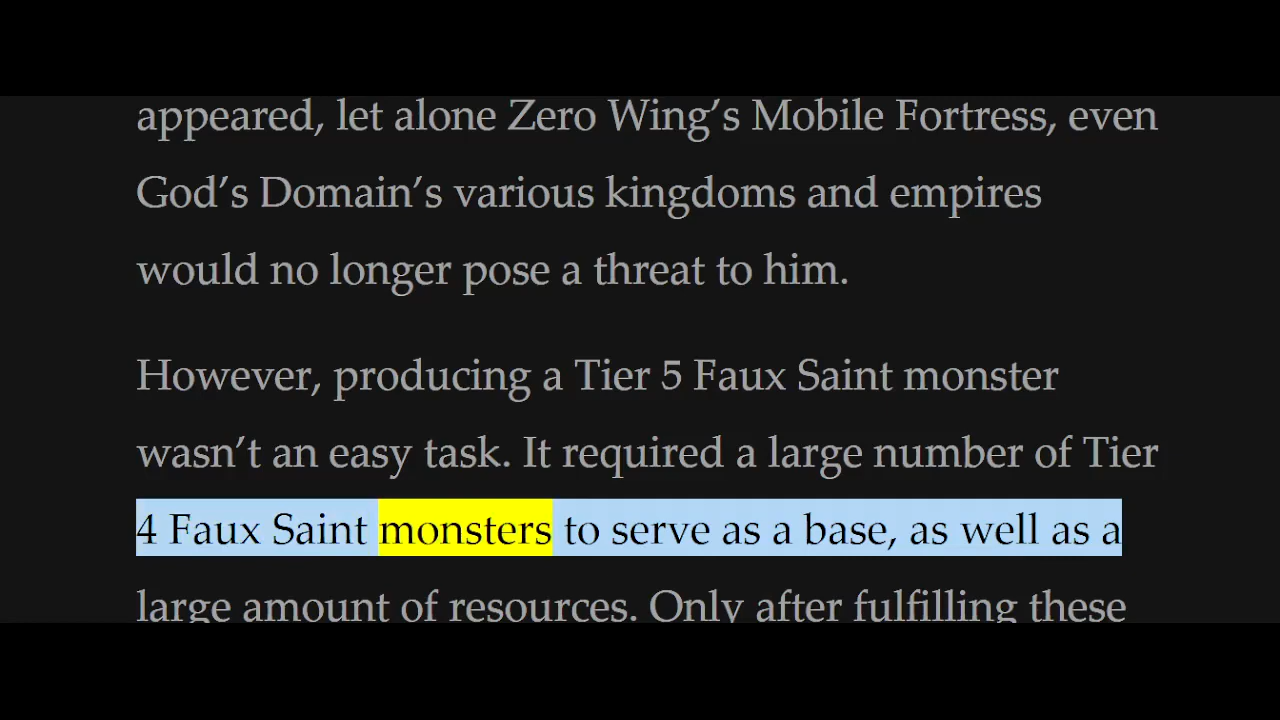 appeared, let alone Zero Wing’s Mobile Fortress, even
God’s Domain’s various kingdoms and empires
would no longer pose a threat to him.
However, producing a Tier 5 Faux Saint monster
wasn’t an easy task. It required a large number of Tier
4 Faux Saint monsters to serve as a base, as well as a
large amount of resources. Only after fulfilling these